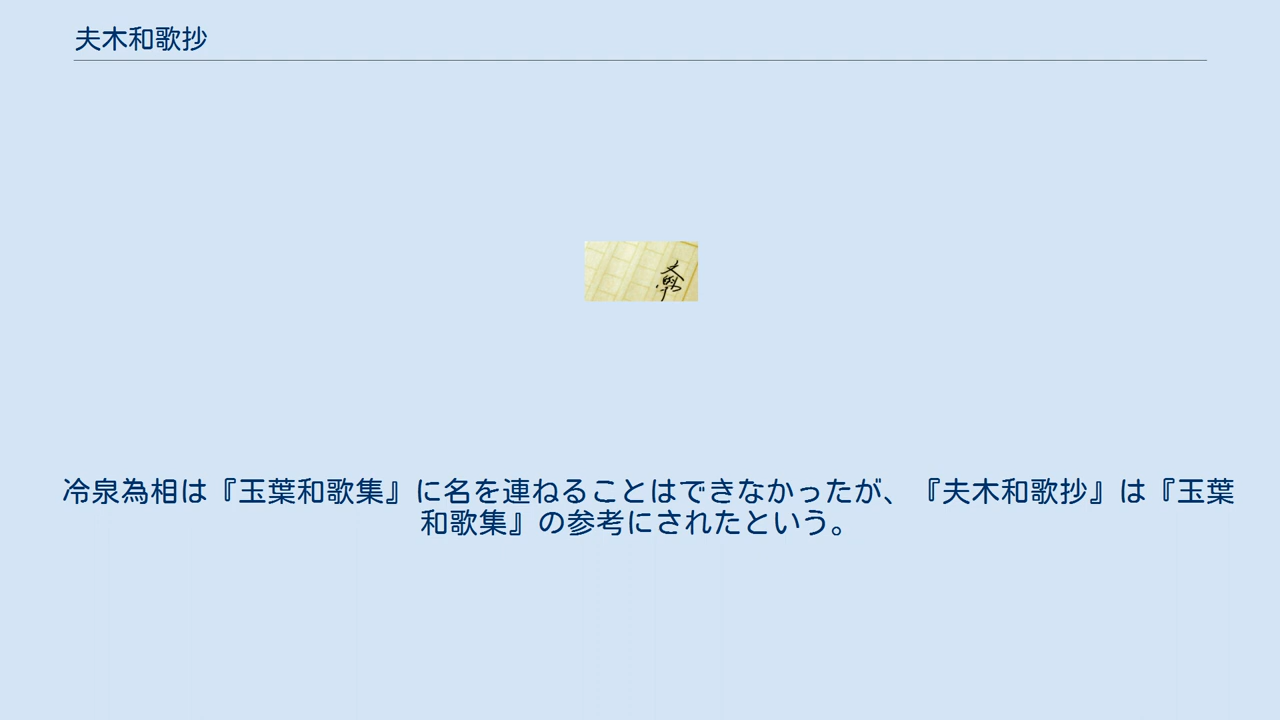 夫木和歌抄
冷泉為相は『玉葉和歌集』に名を連ねることはできなかったが、『夫木和歌抄』は『玉葉
和歌集』の参考にされたという。